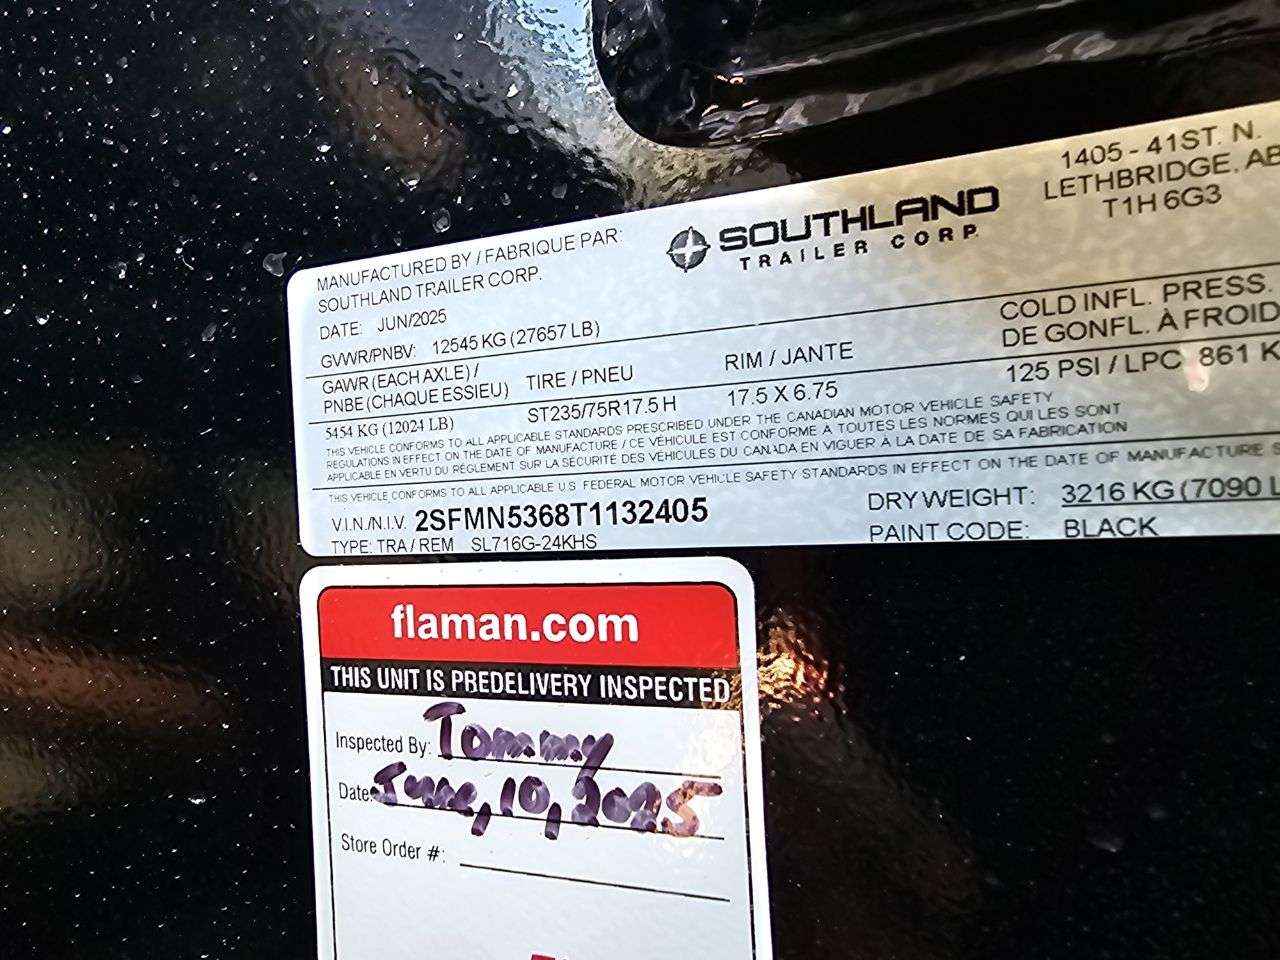 MANUFACTURED BY / FABRIQUE PAR:
SOUTHLAND TRAILER CORP.
SOUTHLAND
TRAILER CORP.
1405 - 41ST. N.
LETHBRIDGE, AB
T1H 6G3
DATE: JUN/2025
GVWR/PNBV: 12545 KG (27657 LB)
GAWR (EACH AXLE) /
PNBE (CHAQUE ESSIEU)
TIRE / PNEU
RIM / JANTE
COLD INFL. PRESS.
DE GONFL. À FROID
5454 KG (12024 LB)
ST235/75R17.5 H
17.5 X 6.75
125 PSI / LPC 861 K
THIS VEHICLE CONFORMS TO ALL APPLICABLE STANDARDS PRESCRIBED UNDER THE CANADIAN MOTOR VEHICLE SAFETY
REGULATIONS IN EFFECT ON THE DATE OF MANUFACTURE / CE VÉHICULE EST CONFORME À TOUTES LES NORMES QUI LES SONT
APPLICABLE EN VERTU DU RÈGLEMENT SUR LA SÉCURITÉ DES VÉHICULES DU CANADA EN VIGUER À LA DATE DE SA FABRICATION
THIS VEHICLE CONFORMS TO ALL APPLICABLE U.S FEDERAL MOTOR VEHICLE SAFETY STANDARDS IN EFFECT ON THE DATE OF MANUFACTURE S
V.I.N./N.I.V. 2SFMN5368T1132405
DRY WEIGHT: 3216 KG (7090 L
TYPE: TRA / REM SL716G-24KHS
PAINT CODE: BLACK
flaman.com
THIS UNIT IS PREDELIVERY INSPECTED
Inspected By: Tommy
Date: June, 10, 2025
Store Order #: